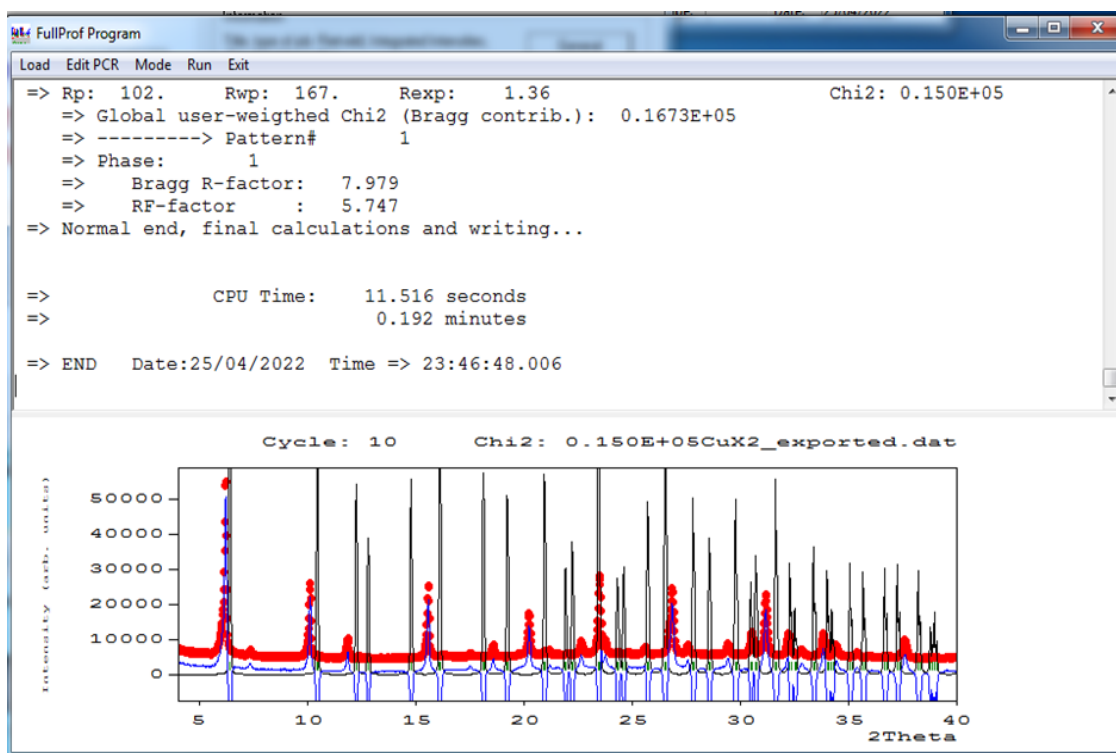 FullProf Program
Load Edit PCR Mode Run Exit
=> Rp: 102. Rwp: 167. Rexp: 1.36 Chi2: 0.150E+05
=> Global user-weigthed Chi2 (Bragg contrib.): 0.1673E+05
=> ---------> Pattern# 1
=> Phase: 1
=> Bragg R-factor: 7.979
=> RF-factor : 5.747
=> Normal end, final calculations and writing...
=> CPU Time: 11.516 seconds
=> 0.192 minutes
=> END Date:25/04/2022 Time => 23:46:48.006
Cycle: 10 Chi2: 0.150E+05CuX2_exported.dat
Intensity (arb. units)
50000
40000
30000
20000
10000
0
5 10 15 20 25 30 35 40
2Theta